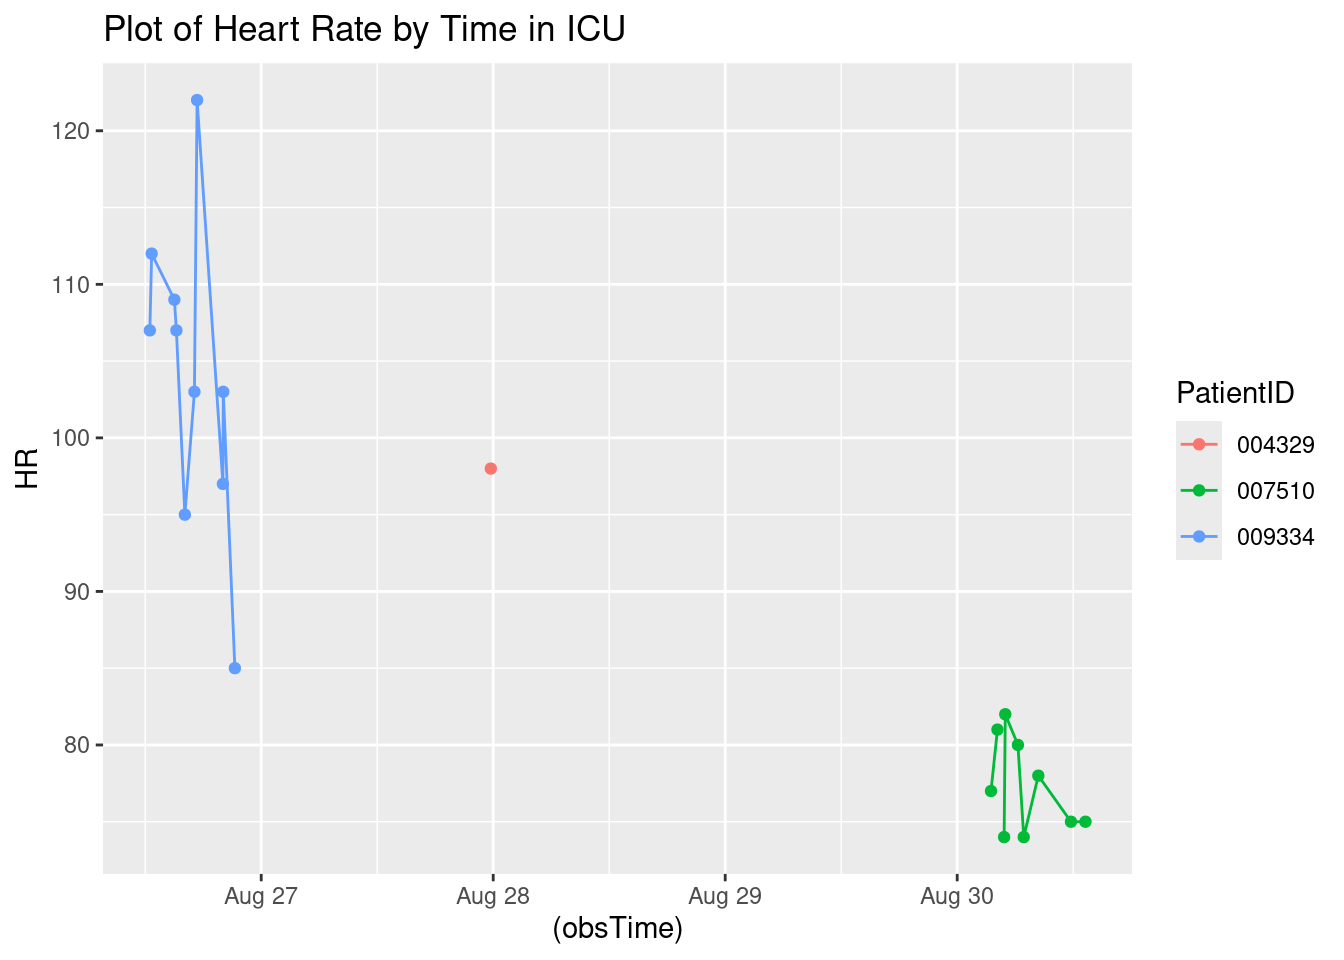 Plot of Heart Rate by Time in ICU
HR
120
110
100
90
80
Aug 27
Aug 28
Aug 29
Aug 30
(obsTime)
PatientID
004329
007510
009334